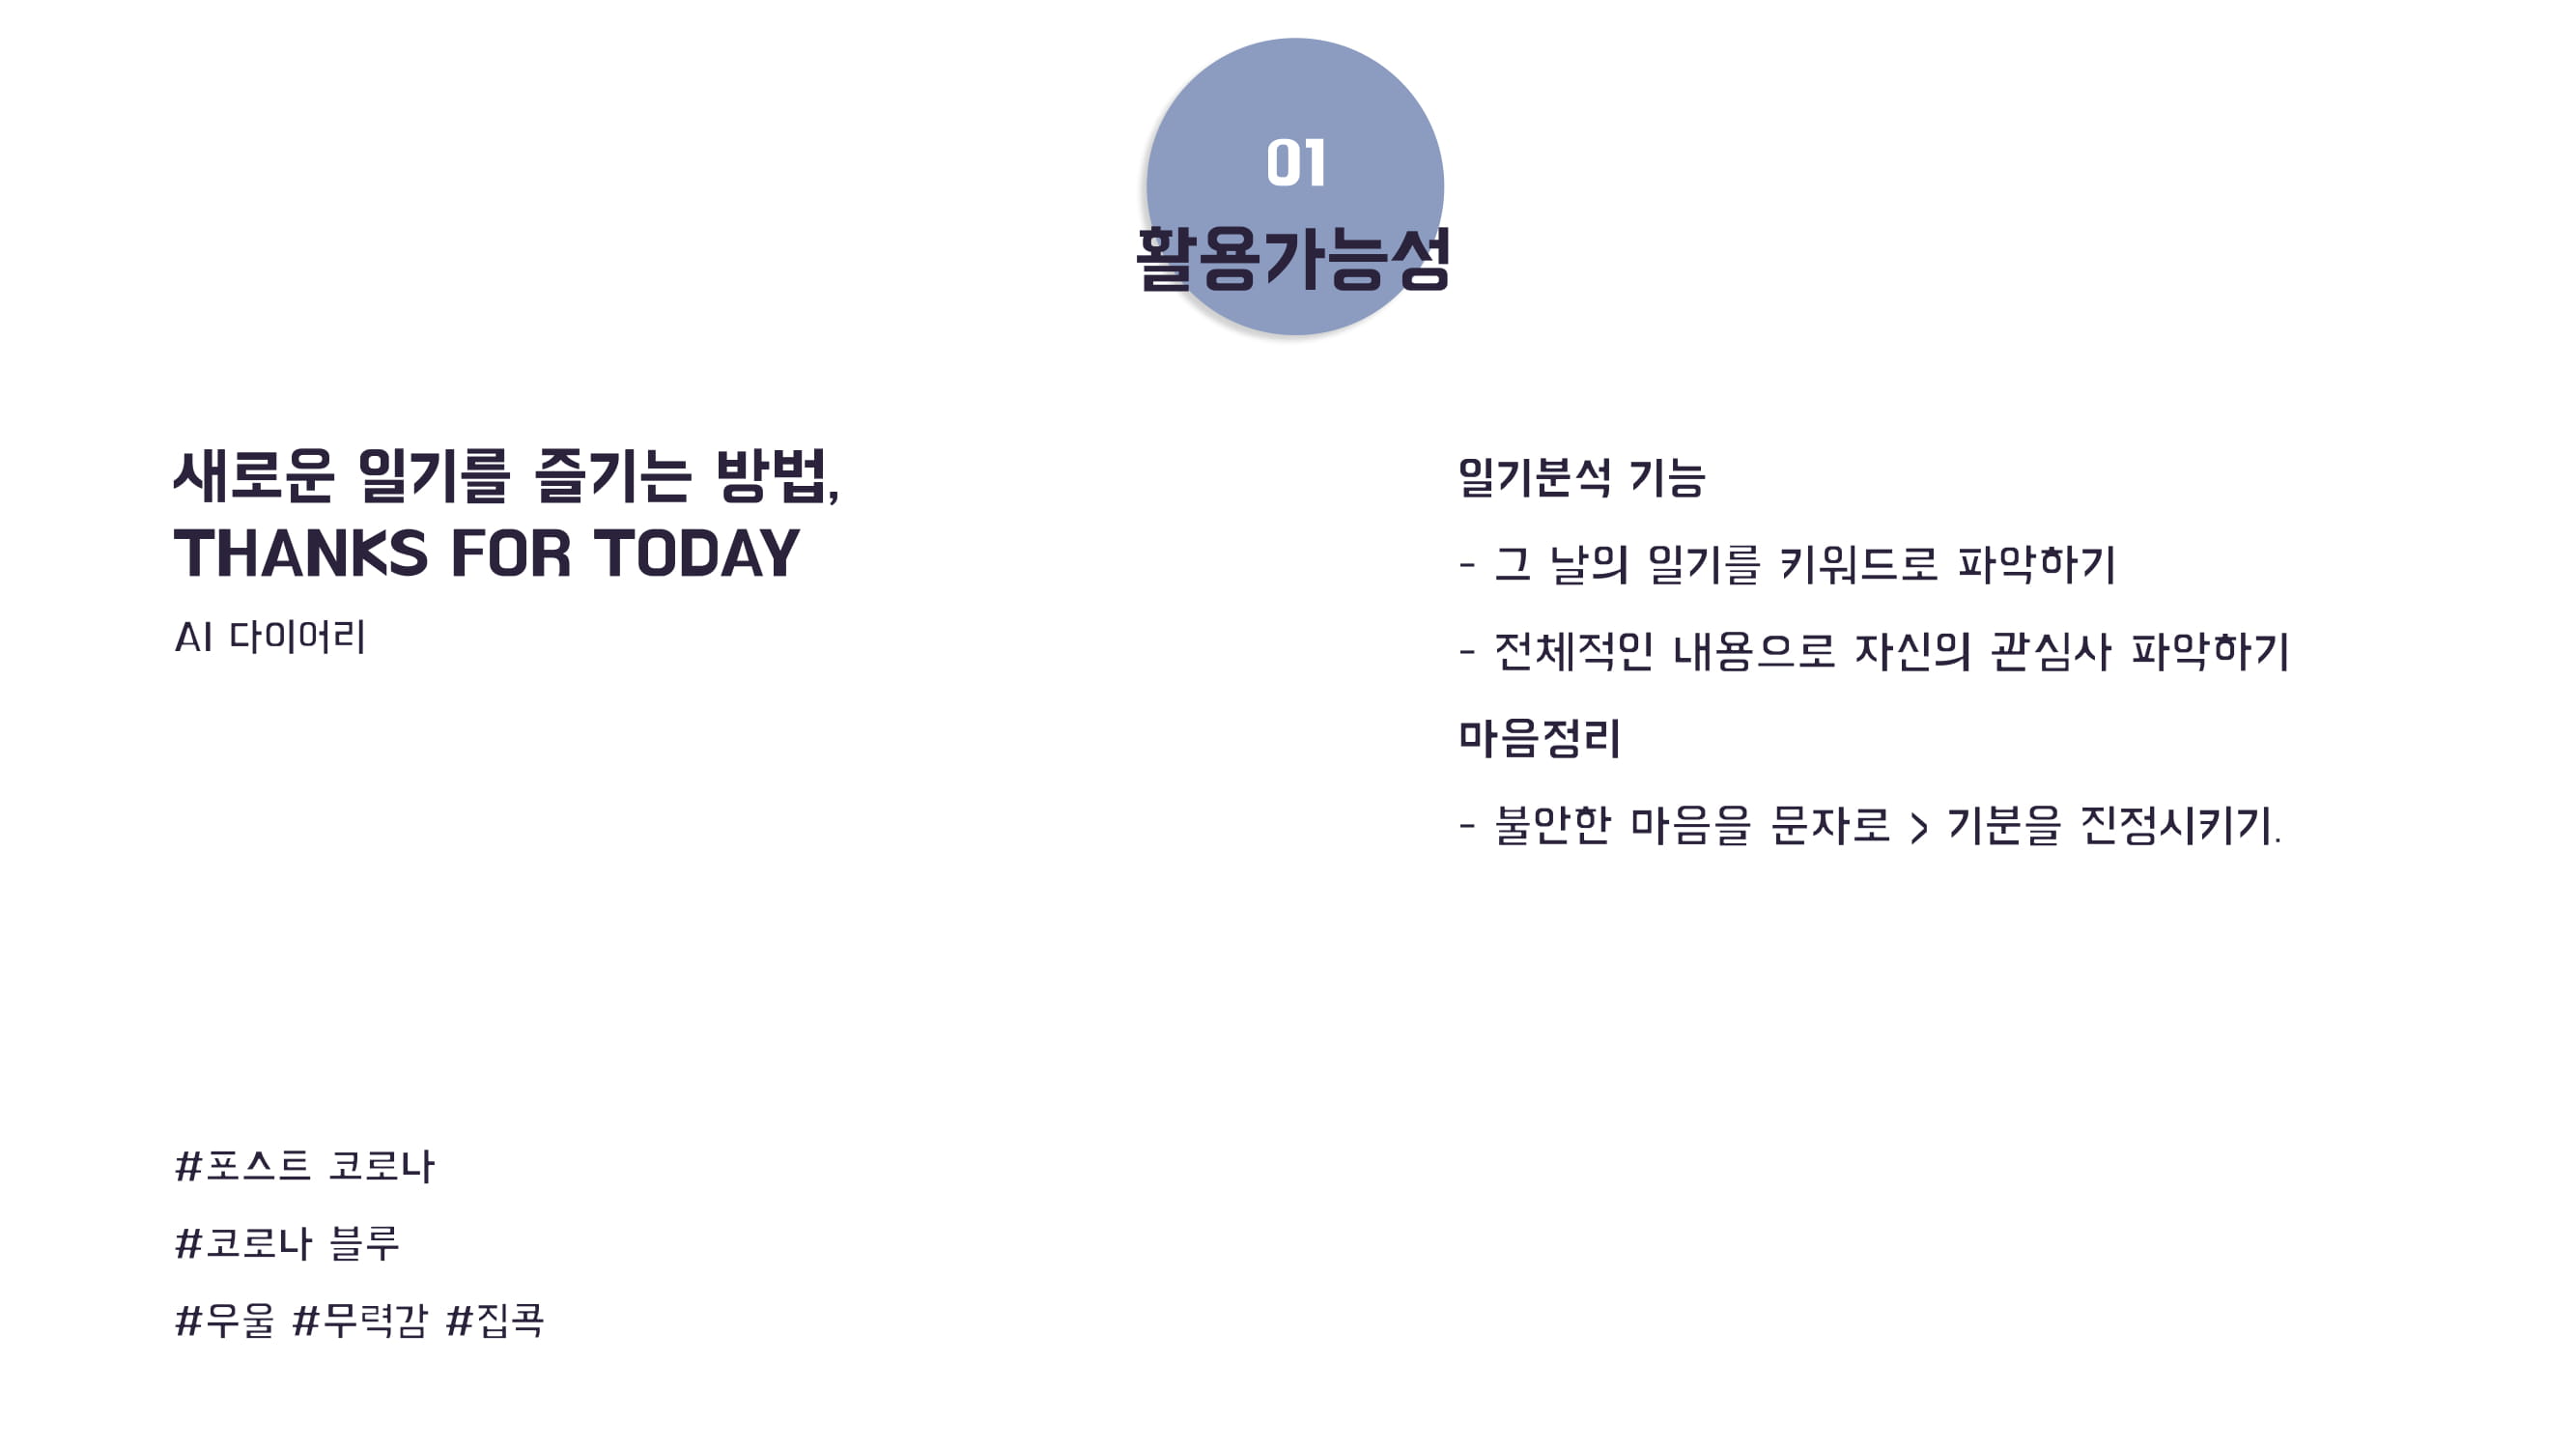 01
활용가능성
새로운 일기를 즐기는 방법,
THANKS FOR TODAY
AI 다이어리
#포스트 코로나
#코로나 블루
#우울 #무력감 #집콕
일기분석 기능
- 그 날의 일기를 키워드로 파악하기
- 전체적인 내용으로 자신의 관심사 파악하기
마음정리
- 불안한 마음을 문자로 > 기분을 진정시키기.